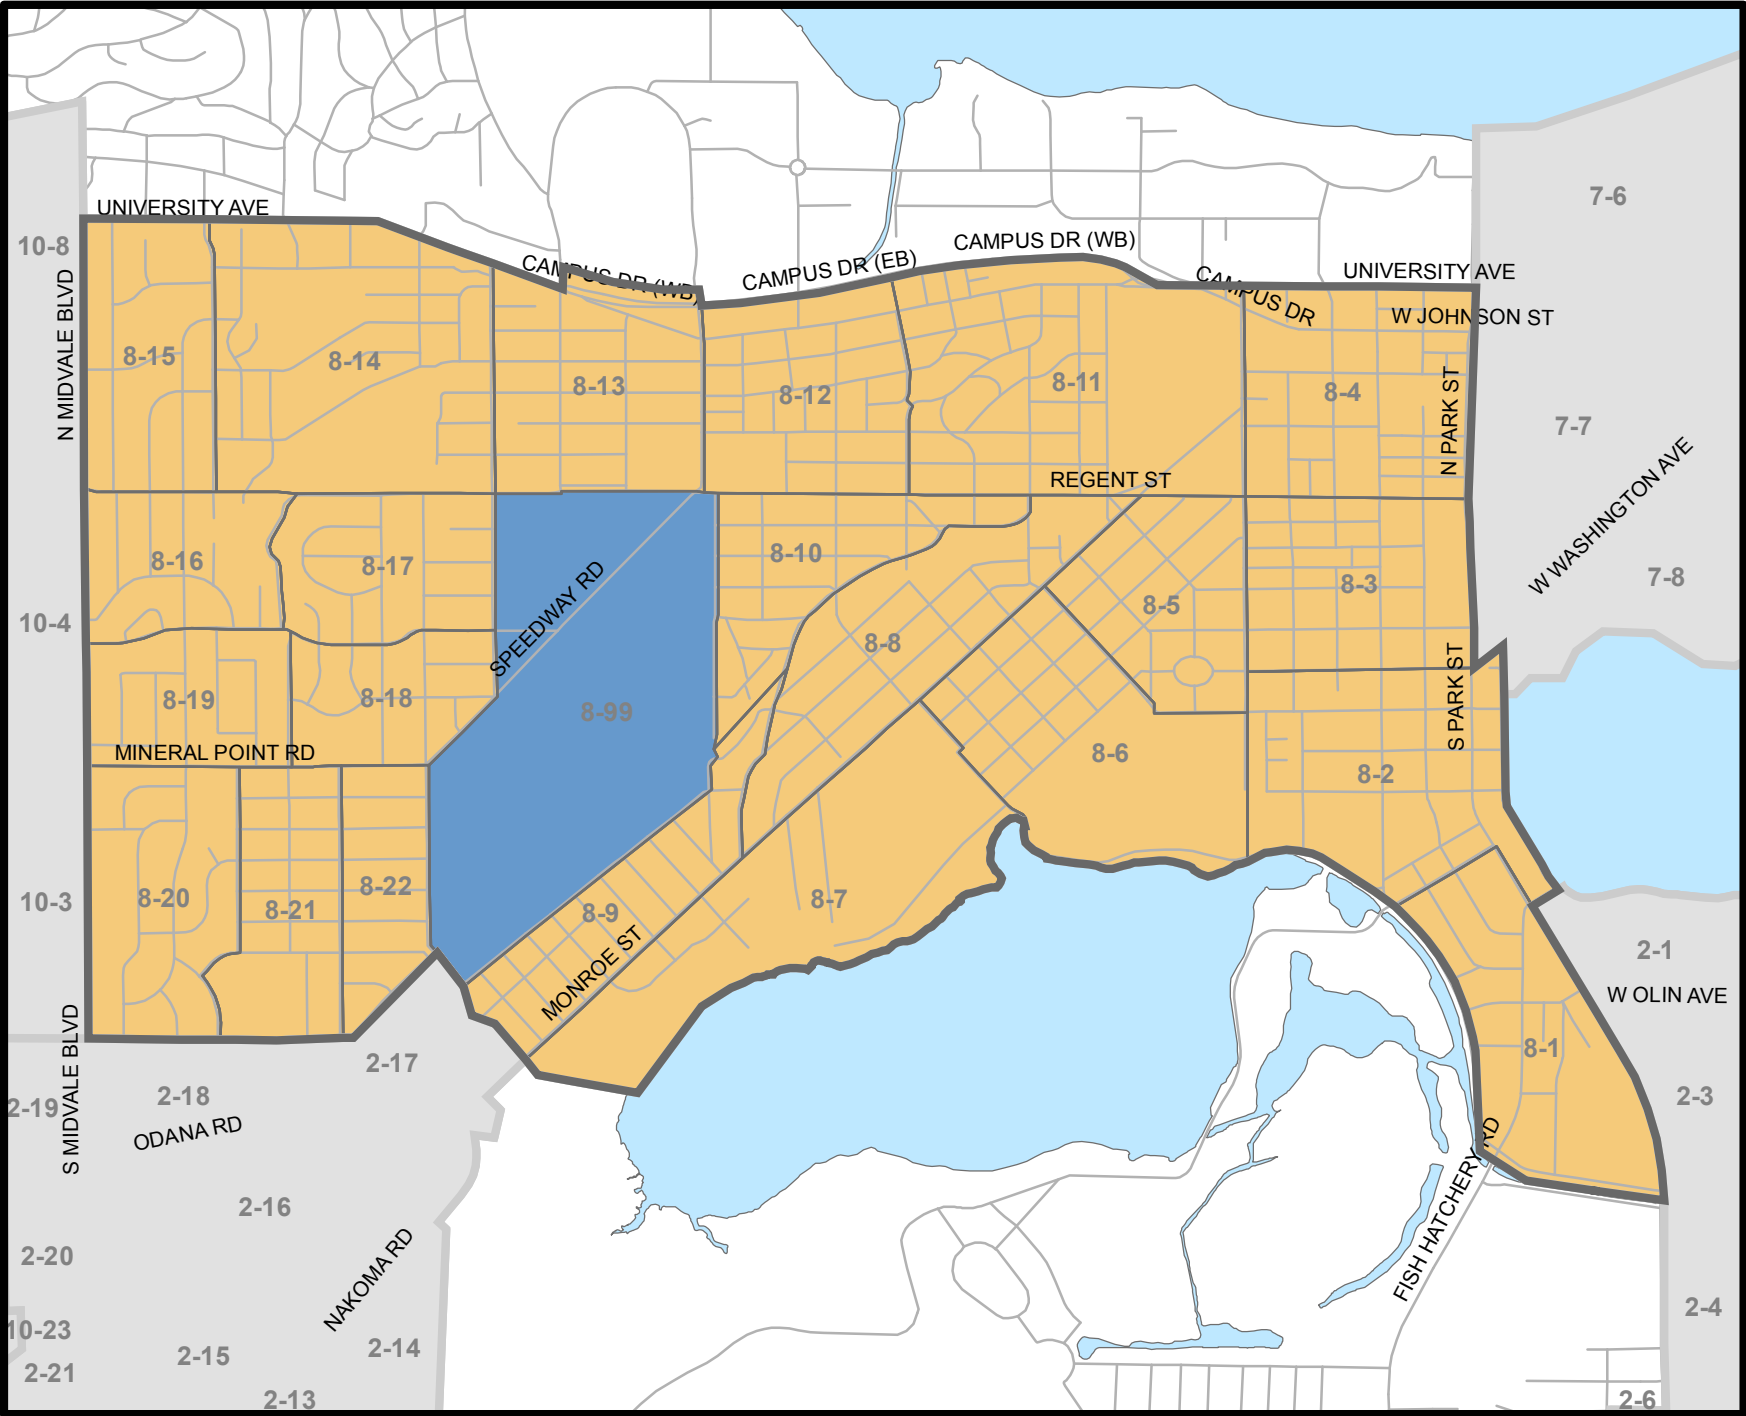 7-6
UNIVERSITY AVE
10-8
CAMPUS DR (WB)
CAMPUS DR (EB)
CAMPUS DR (WB)
UNIVERSITY AVE
CAMPUS DR
W JOHNSON ST
N MIDVALE BLVD
8-15
8-14
8-13
8-12
8-11
8-4
N PARK ST
7-7
REGENT ST
W WASHINGTON AVE
8-16
8-17
8-10
8-5
8-3
7-8
10-4
SPEEDWAY RD
8-8
8-19
8-18
8-99
S PARK ST
MINERAL POINT RD
8-6
8-2
10-3
8-20
8-21
8-22
8-9
8-7
MONROE ST
2-1
W OLIN AVE
S MIDVALE BLVD
2-17
8-1
2-18
2-19
2-3
ODANA RD
FISH HATCHERY RD
2-16
2-20
NAKOMA RD
2-4
10-23
2-15
2-14
2-21
2-13
2-6